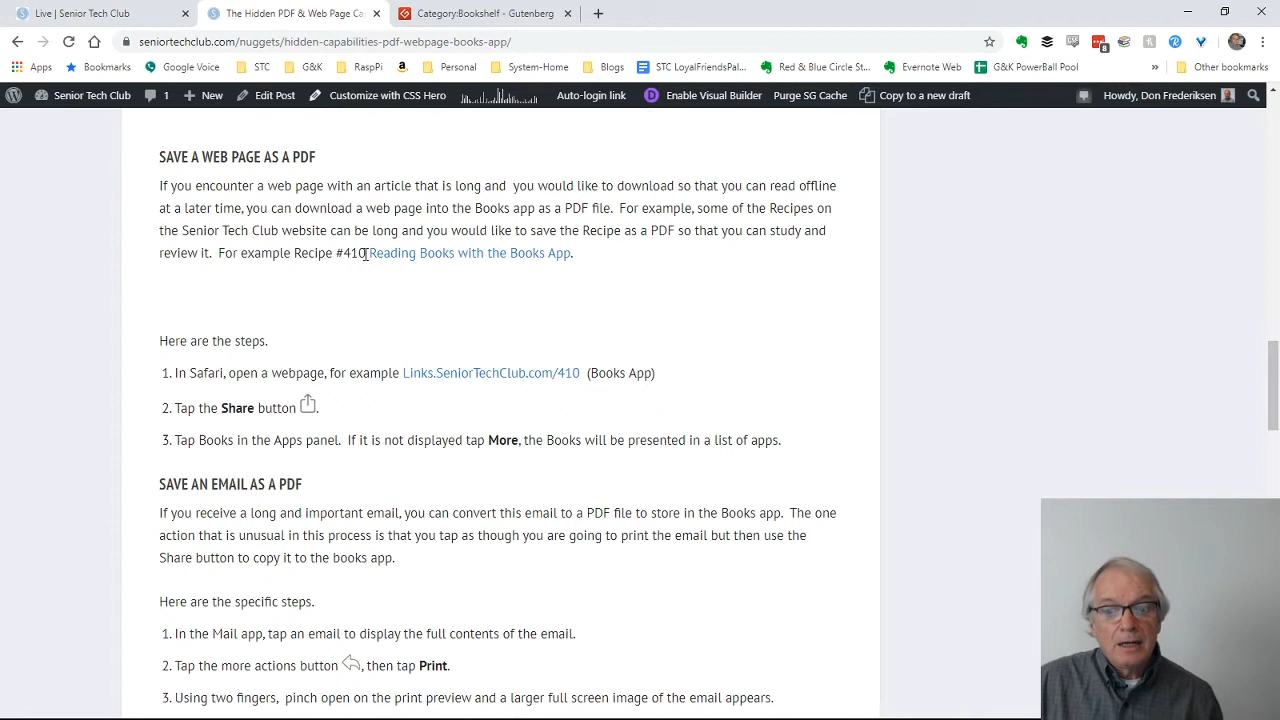 Live | Senior Tech Club
The Hidden PDF & Web Page Ca
Category:Bookshelf - Gutenberg
seniortechclub.com/nuggets/hidden-capabilities-pdf-webpage-books-app/
8
Apps Bookmarks Google Voice STC G&K RaspPi Personal System-Home Blogs STC LoyalFriendsPal... Red & Blue Circle St... Evernote Web G&K PowerBall Pool » Other bookmarks
Senior Tech Club 1 New Edit Post Customize with CSS Hero Auto-login link Enable Visual Builder Purge SG Cache Copy to a new draft Howdy, Don Frederiksen
SAVE A WEB PAGE AS A PDF
If you encounter a web page with an article that is long and you would like to download so that you can read offline
at a later time, you can download a web page into the Books app as a PDF file. For example, some of the Recipes on
the Senior Tech Club website can be long and you would like to save the Recipe as a PDF so that you can study and
review it. For example Recipe #410 Reading Books with the Books App.
Here are the steps.
1. In Safari, open a webpage, for example Links.SeniorTechClub.com/410 (Books App)
2. Tap the Share button .
3. Tap Books in the Apps panel. If it is not displayed tap More, the Books will be presented in a list of apps.
SAVE AN EMAIL AS A PDF
If you receive a long and important email, you can convert this email to a PDF file to store in the Books app. The one
action that is unusual in this process is that you tap as though you are going to print the email but then use the
Share button to copy it to the books app.
Here are the specific steps.
1. In the Mail app, tap an email to display the full contents of the email.
2. Tap the more actions button , then tap Print.
3. Using two fingers, pinch open on the print preview and a larger full screen image of the email appears.